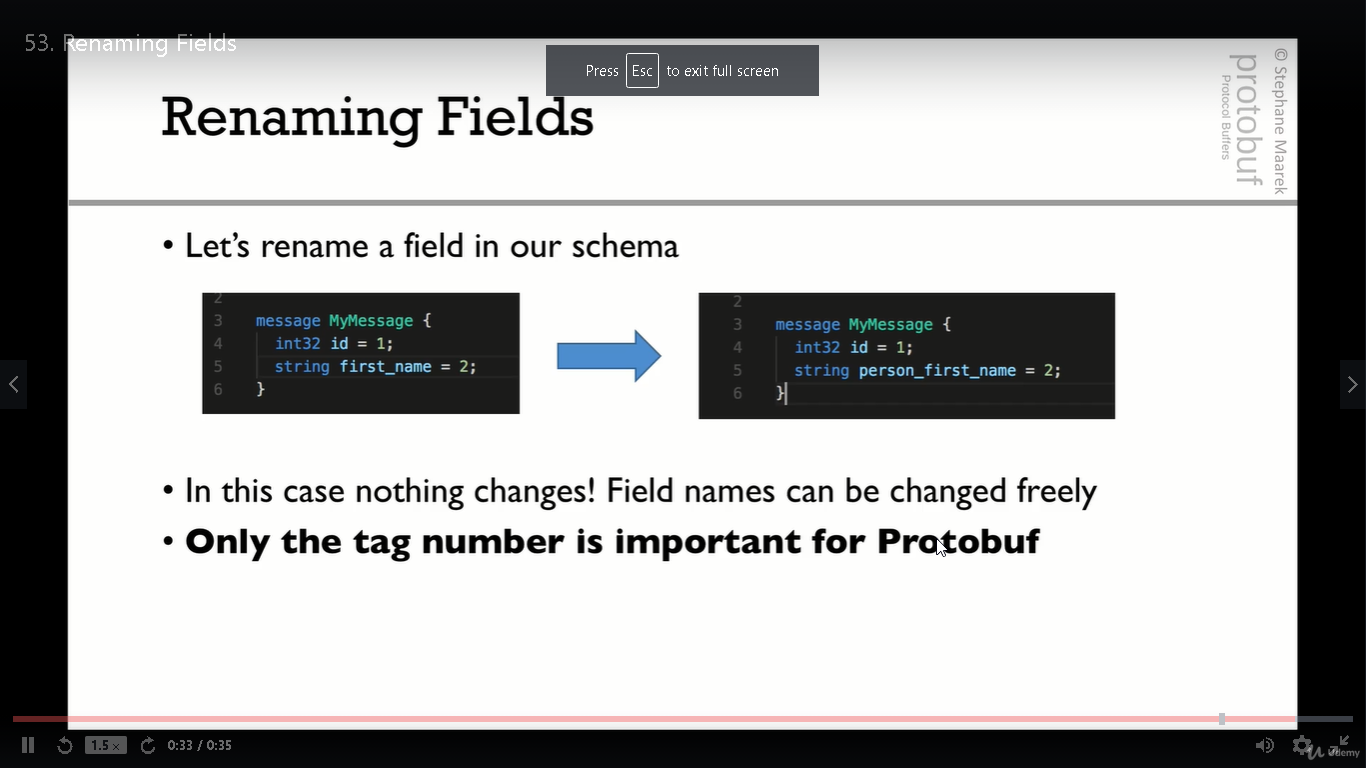 53. Renaming Fields
Press Esc to exit full screen
Renaming Fields
© Stephane Maarek
protobuf
Protocol Buffers
• Let's rename a field in our schema
2
3 message MyMessage {
4 int32 id = 1;
5 string first_name = 2;
6 }
2
3 message MyMessage {
4 int32 id = 1;
5 string person_first_name = 2;
6 }
• In this case nothing changes! Field names can be changed freely
• Only the tag number is important for Protobuf
1.5 x
0:33 / 0:35
Udemy